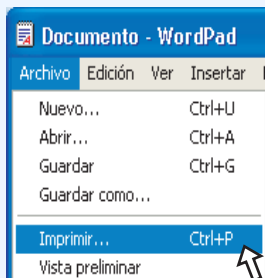 Documento - WordPad
Archivo Edición Ver Insertar
Nuevo... Ctrl+U
Abrir... Ctrl+A
Guardar Ctrl+G
Guardar como...
Imprimir... Ctrl+P
Vista preliminar